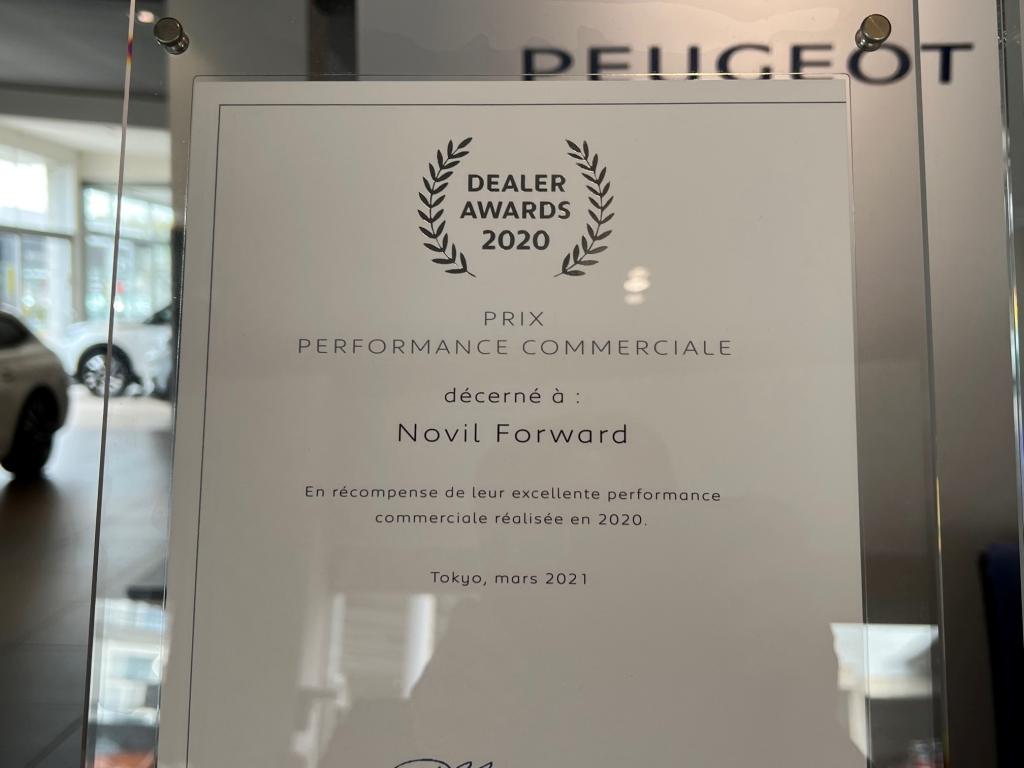 PEUGEOT
DEALER
AWARDS
2020
PRIX
PERFORMANCE COMMERCIALE
décerné à :
Novil Forward
En récompense de leur excellente performance
commerciale réalisée en 2020.
Tokyo, mars 2021